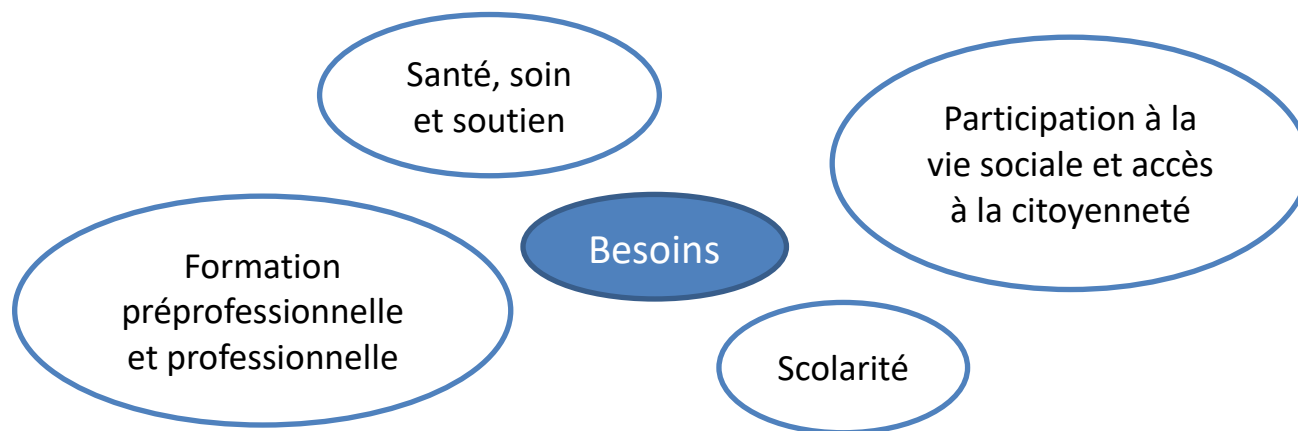 Santé, soin
et soutien
Participation à la
vie sociale et accès
à la citoyenneté
Besoins
Formation
préprofessionnelle
et professionnelle
Scolarité